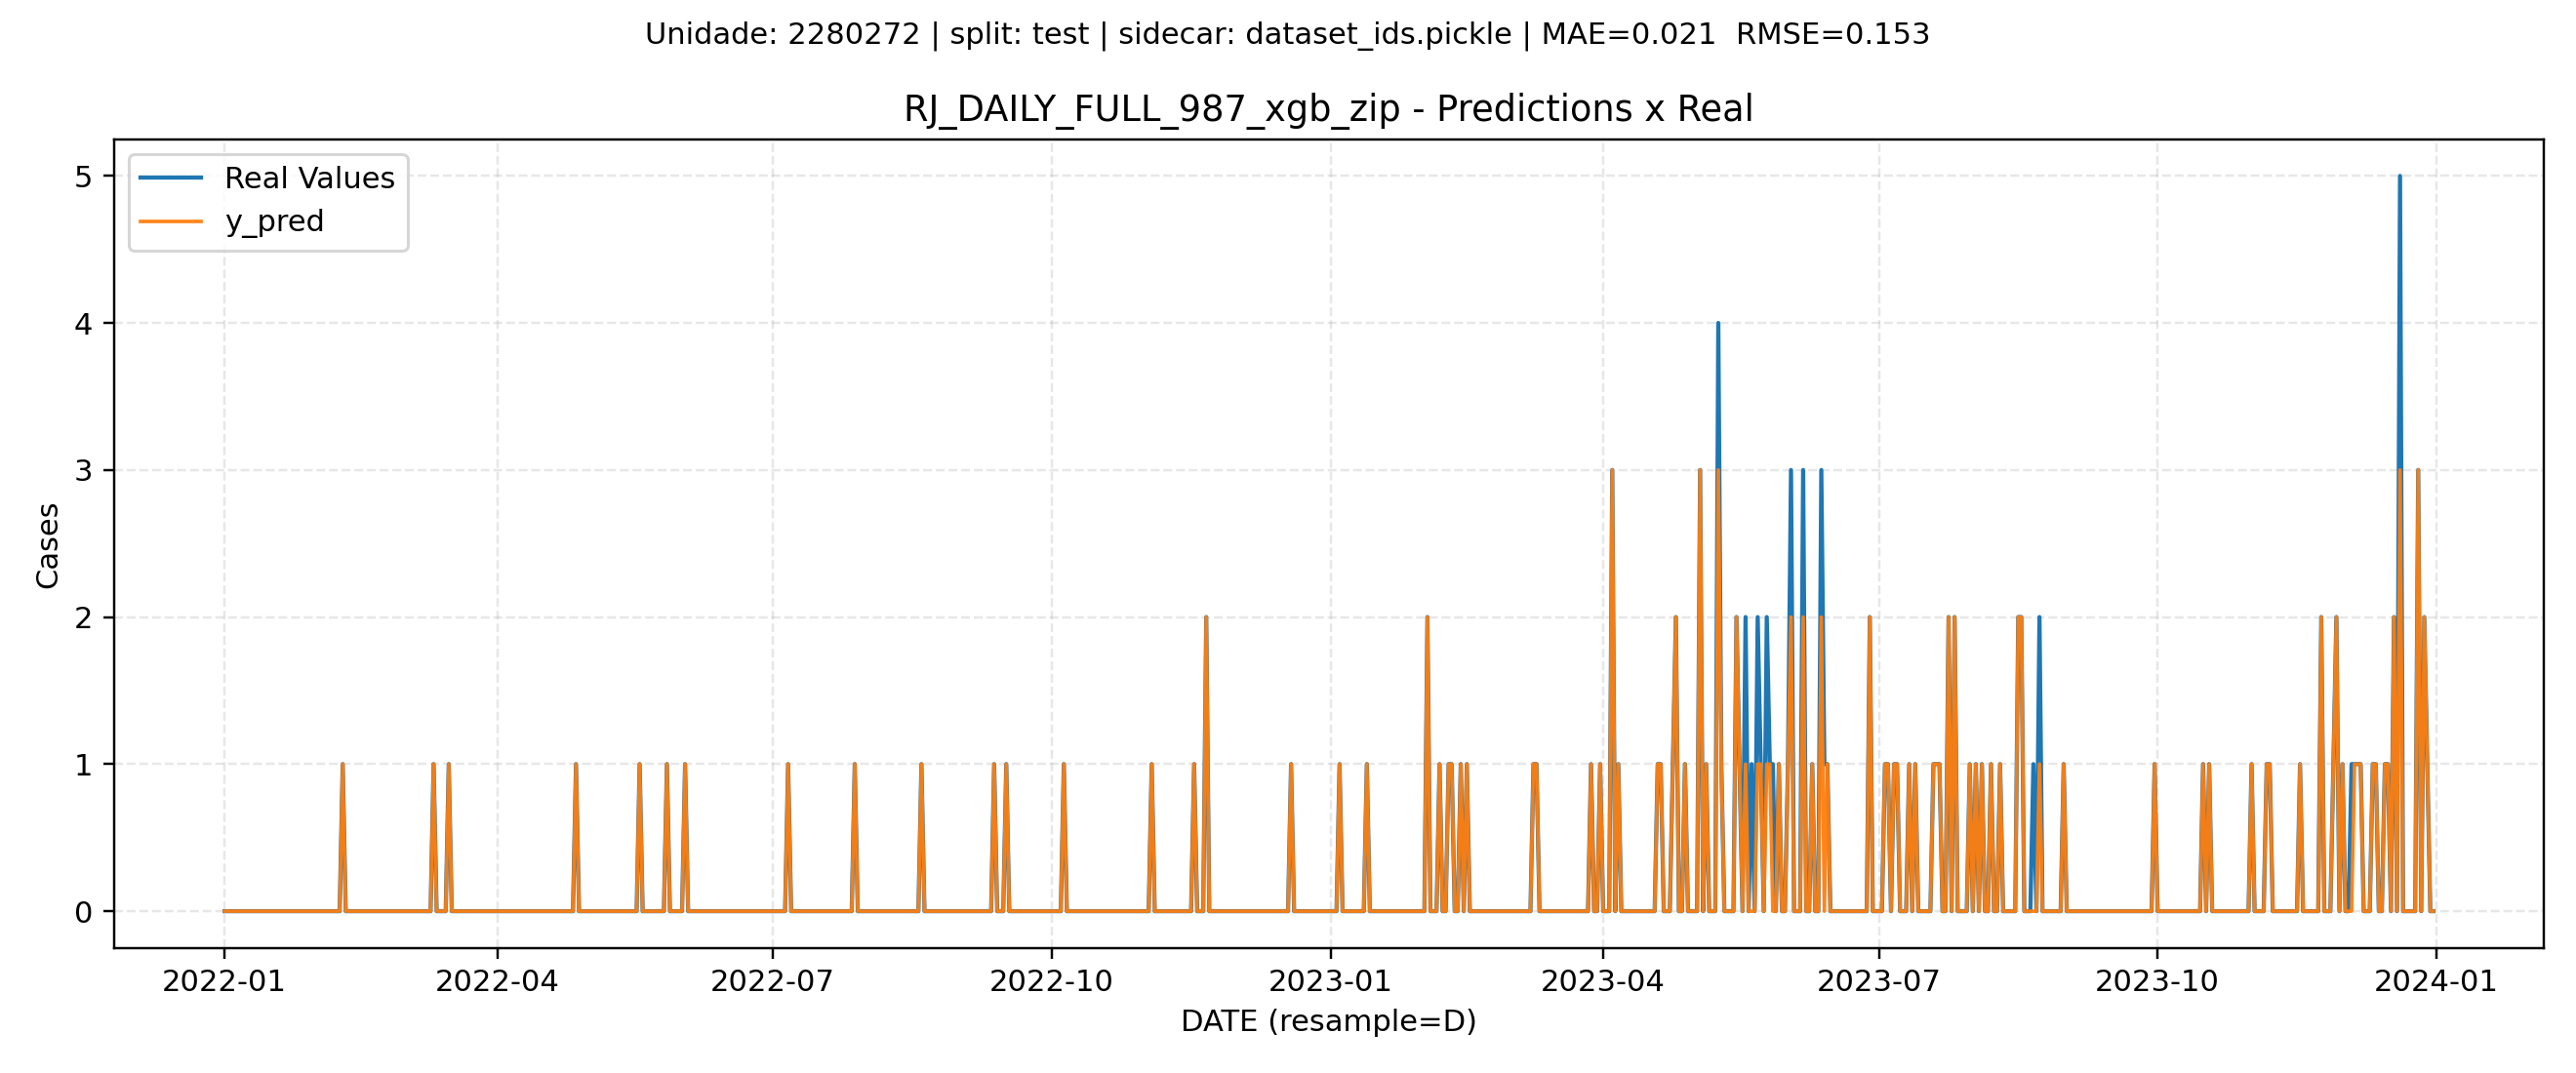 Unidade: 2280272 | split: test | sidecar: dataset_ids.pickle | MAE=0.021  RMSE=0.153
RJ_DAILY_FULL_987_xgb_zip - Predictions x Real
Real Values
y_pred
5
4
3
2
1
0
Cases
2022-01
2022-04
2022-07
2022-10
2023-01
2023-04
2023-07
2023-10
2024-01
DATE (resample=D)